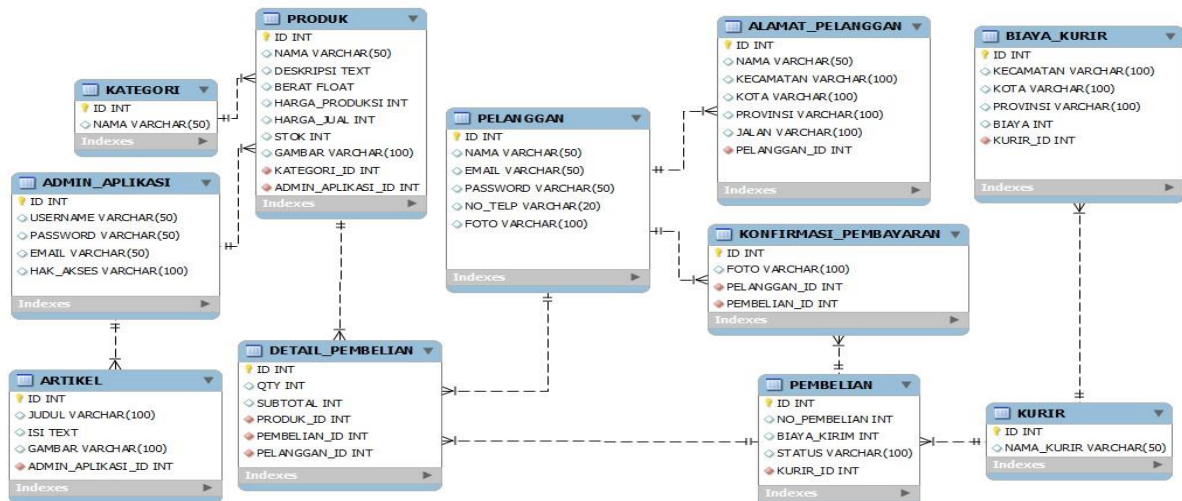 PRODUK
ID INT
NAMA VARCHAR(50)
DESKRIPSI TEXT
BERAT FLOAT
HARGA_PRODUKSI INT
HARGA_JUAL INT
STOK INT
GAMBAR VARCHAR(100)
KATEGORI_ID INT
ADMIN_APLIKASI_ID INT
Indexes
KATEGORI
ID INT
NAMA VARCHAR(50)
Indexes
ADMIN_APLIKASI
ID INT
USERNAME VARCHAR(50)
PASSWORD VARCHAR(50)
EMAIL VARCHAR(50)
HAK_AKSES VARCHAR(100)
Indexes
ARTIKEL
ID INT
JUDUL VARCHAR(100)
ISI TEXT
GAMBAR VARCHAR(100)
ADMIN_APLIKASI_ID INT
Indexes
DETAIL_PEMBELIAN
ID INT
QTY INT
SUBTOTAL INT
PRODUK_ID INT
PEMBELIAN_ID INT
PELANGGAN_ID INT
Indexes
PELANGGAN
ID INT
NAMA VARCHAR(50)
EMAIL VARCHAR(50)
PASSWORD VARCHAR(50)
NO_TELP VARCHAR(20)
FOTO VARCHAR(100)
Indexes
ALAMAT_PELANGGAN
ID INT
NAMA VARCHAR(50)
KECAMATAN VARCHAR(100)
KOTA VARCHAR(100)
PROVINSI VARCHAR(100)
JALAN VARCHAR(100)
PELANGGAN_ID INT
Indexes
KONFIRMASI_PEMBAYARAN
ID INT
FOTO VARCHAR(100)
PELANGGAN_ID INT
PEMBELIAN_ID INT
Indexes
PEMBELIAN
ID INT
NO_PEMBELIAN INT
BIAYA_KIRIM INT
STATUS VARCHAR(100)
KURIR_ID INT
Indexes
BIAYA_KURIR
ID INT
KECAMATAN VARCHAR(100)
KOTA VARCHAR(100)
PROVINSI VARCHAR(100)
BIAYA INT
KURIR_ID INT
Indexes
KURIR
ID INT
NAMA_KURIR VARCHAR(50)
Indexes